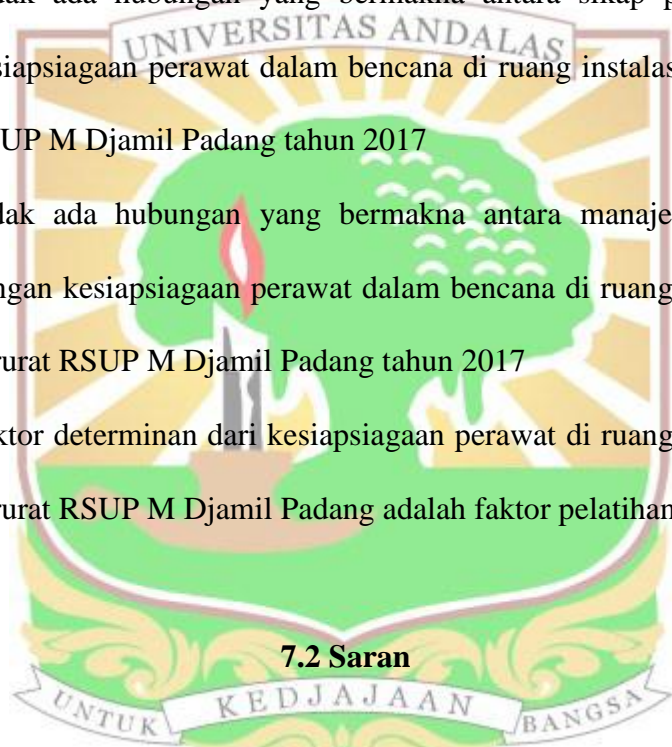 dak ada hubungan yang bermakna antara sikap p
UNIVERSITAS ANDALAS
siapsiagaan perawat dalam bencana di ruang instalas
UP M Djamil Padang tahun 2017
dak ada hubungan yang bermakna antara manaje
ngan kesiapsiagaan perawat dalam bencana di ruang
rurat RSUP M Djamil Padang tahun 2017
ktor determinan dari kesiapsiagaan perawat di ruang
rurat RSUP M Djamil Padang adalah faktor pelatihan
7.2 Saran
UNTUK KEDJAJAAN BANGSA